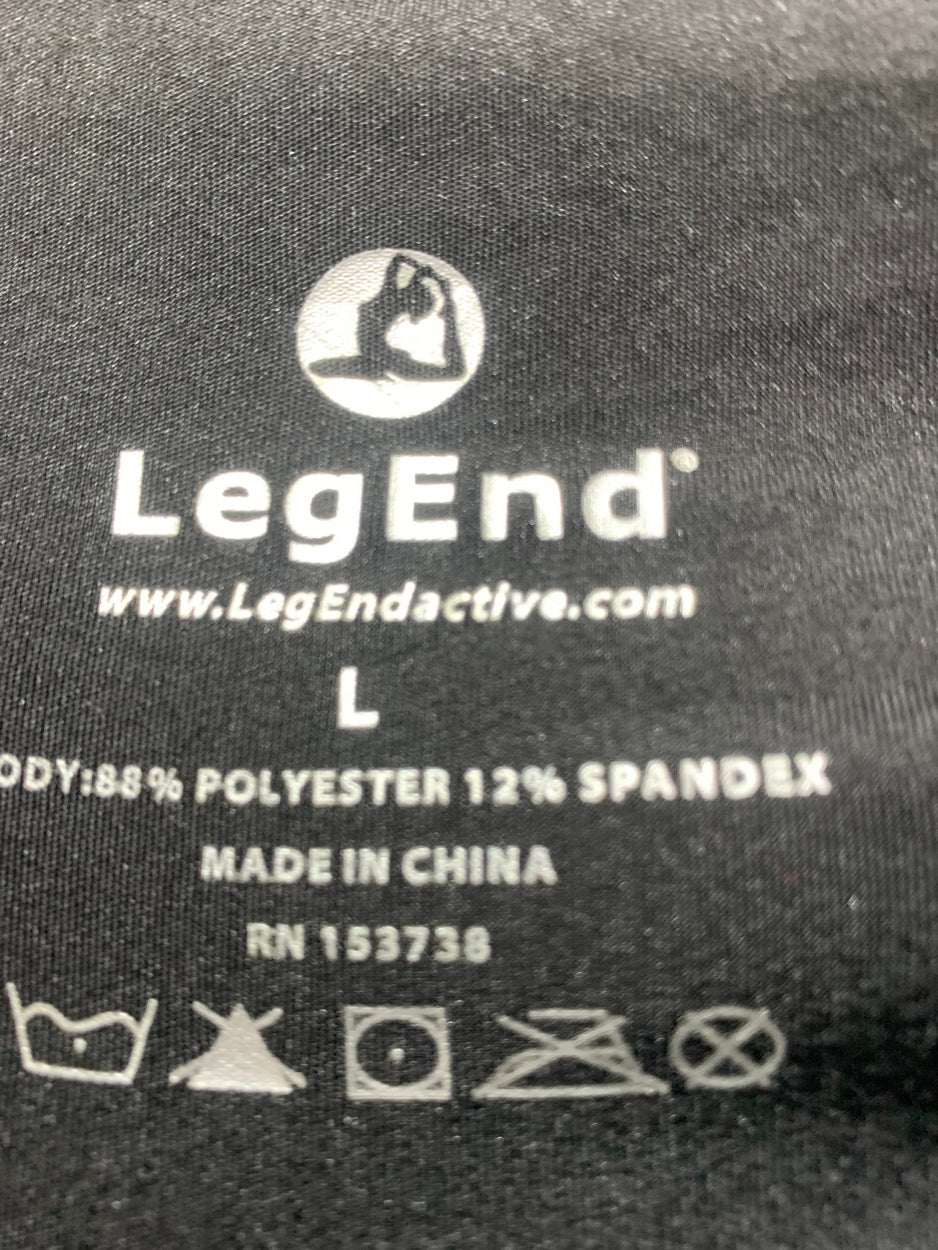 LegEnd®
www.LegEndactive.com
L
ODY:88% POLYESTER 12% SPANDEX
MADE IN CHINA
RN 153738